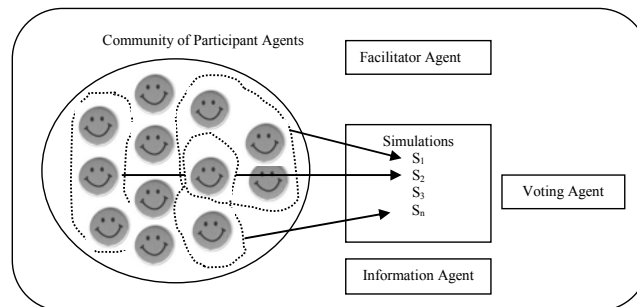 Community of Participant Agents
Facilitator Agent
Simulations
S₁
S₂
S₃
Sₙ
Voting Agent
Information Agent